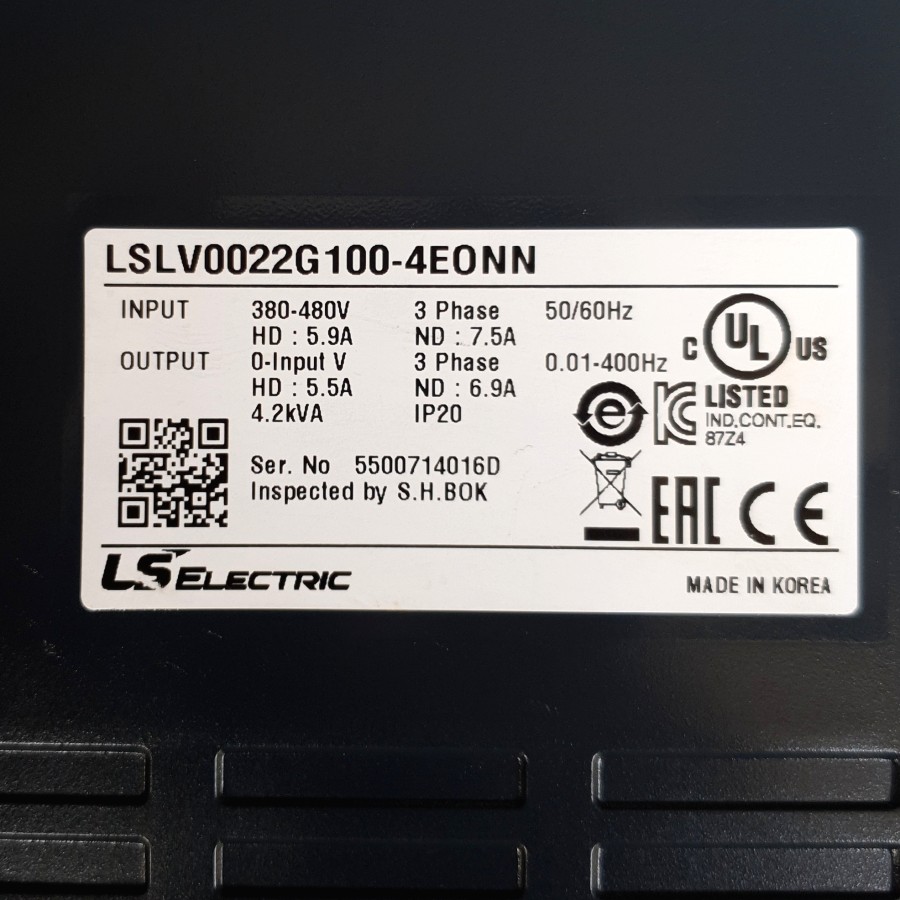 LSLV0022G100-4EONN
INPUT 380-480V 3 Phase 50/60Hz
HD : 5.9A ND : 7.5A
OUTPUT 0-Input V 3 Phase 0.01-400Hz
HD : 5.5A ND : 6.9A
4.2kVA IP20
C UL US
LISTED
IND.CONT.EQ.
87Z4
Ser. No 5500714016D
Inspected by S.H.BOK
EAC CE
LS ELECTRIC
MADE IN KOREA